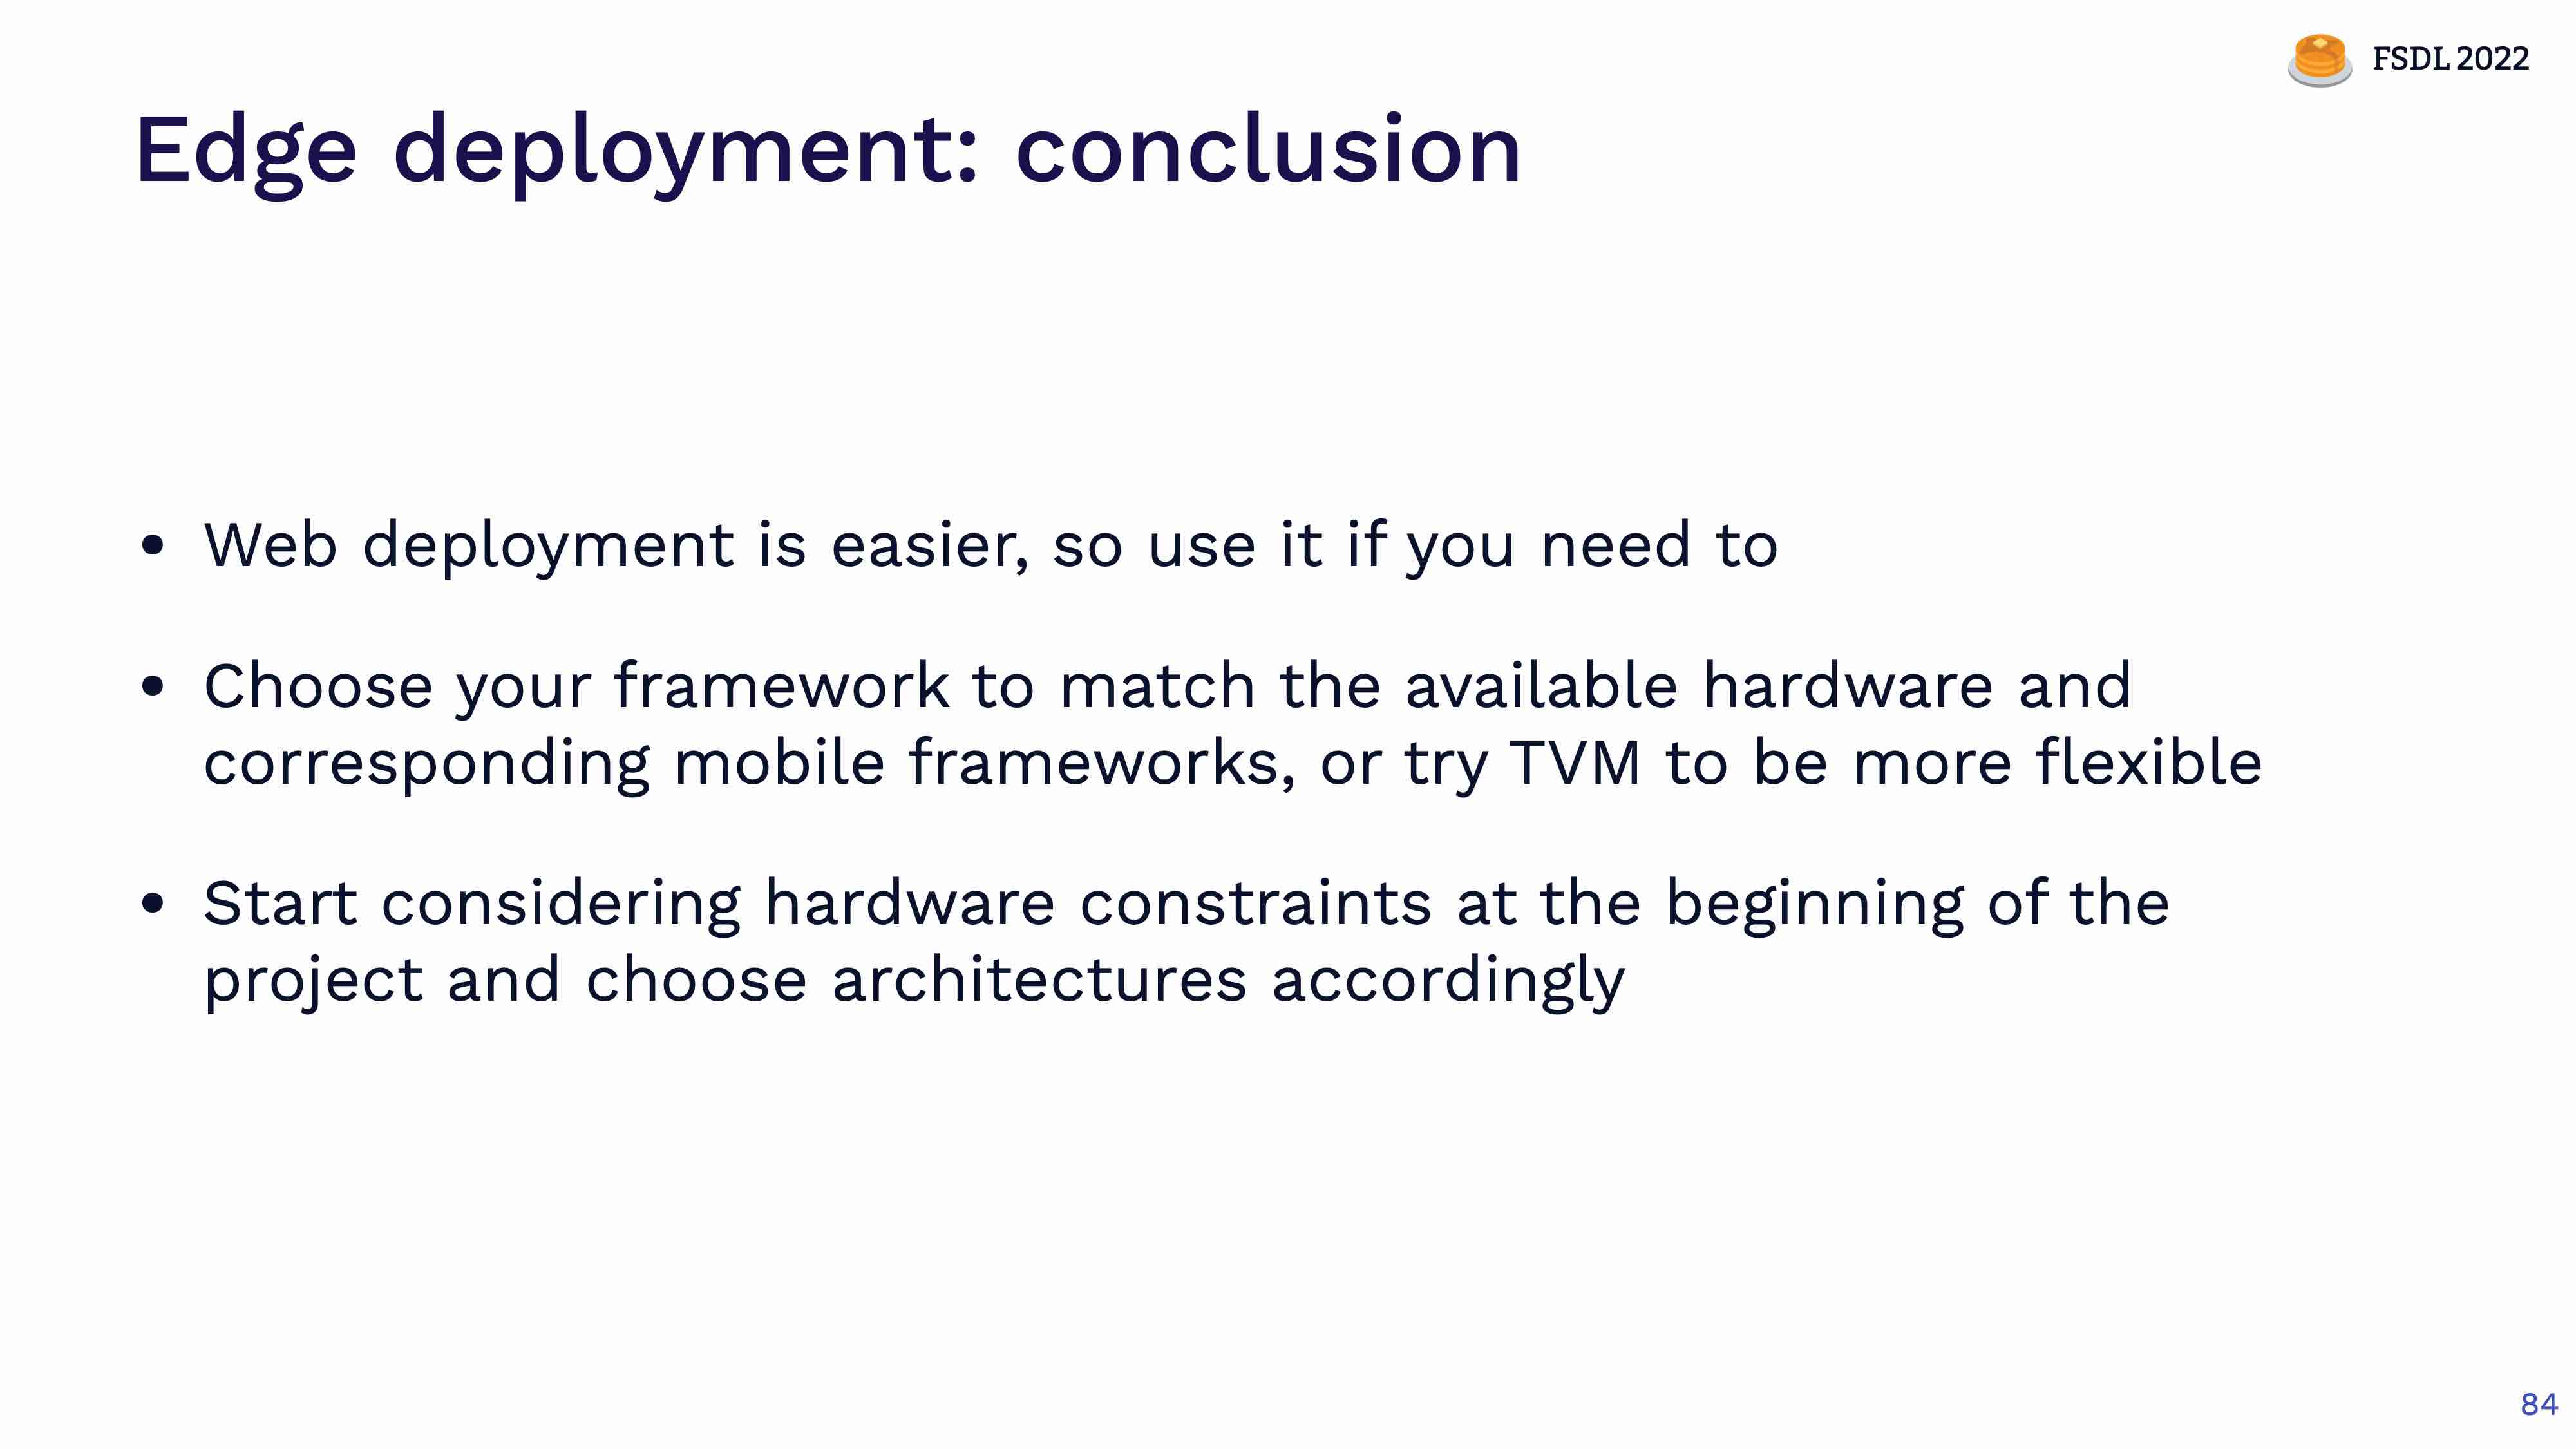 FSDL 2022
Edge deployment: conclusion
• Web deployment is easier, so use it if you need to
• Choose your framework to match the available hardware and
corresponding mobile frameworks, or try TVM to be more flexible
• Start considering hardware constraints at the beginning of the
project and choose architectures accordingly
84